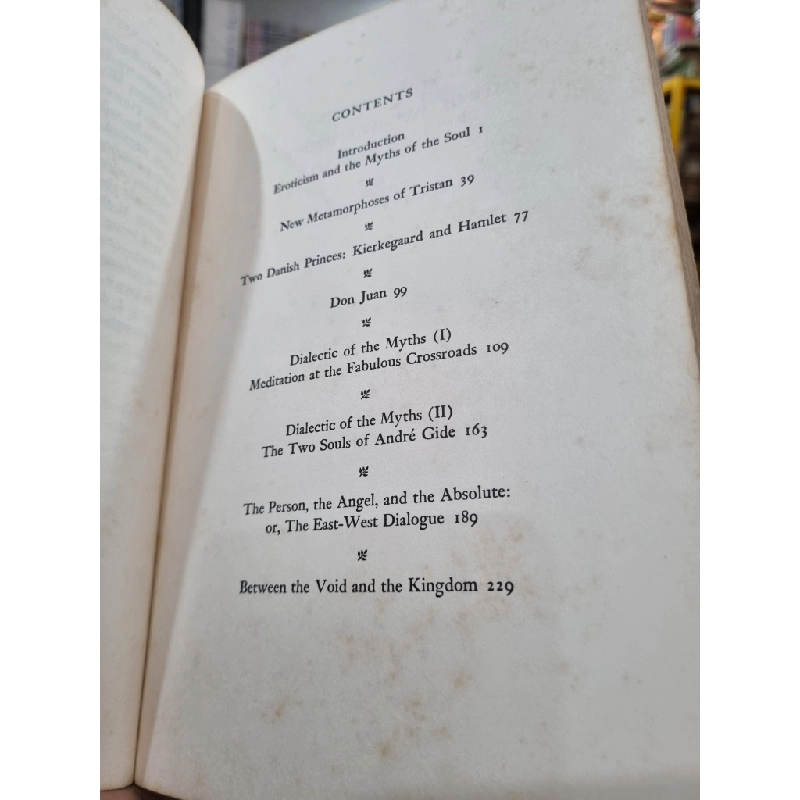 CONTENTS
Introduction
Eroticism and the Myths of the Soul 1
New Metamorphoses of Tristan 39
Two Danish Princes: Kierkegaard and Hamlet 77
Don Juan 99
Dialectic of the Myths (I)
Meditation at the Fabulous Crossroads 109
Dialectic of the Myths (II)
The Two Souls of André Gide 163
The Person, the Angel, and the Absolute:
or, The East-West Dialogue 189
Between the Void and the Kingdom 229